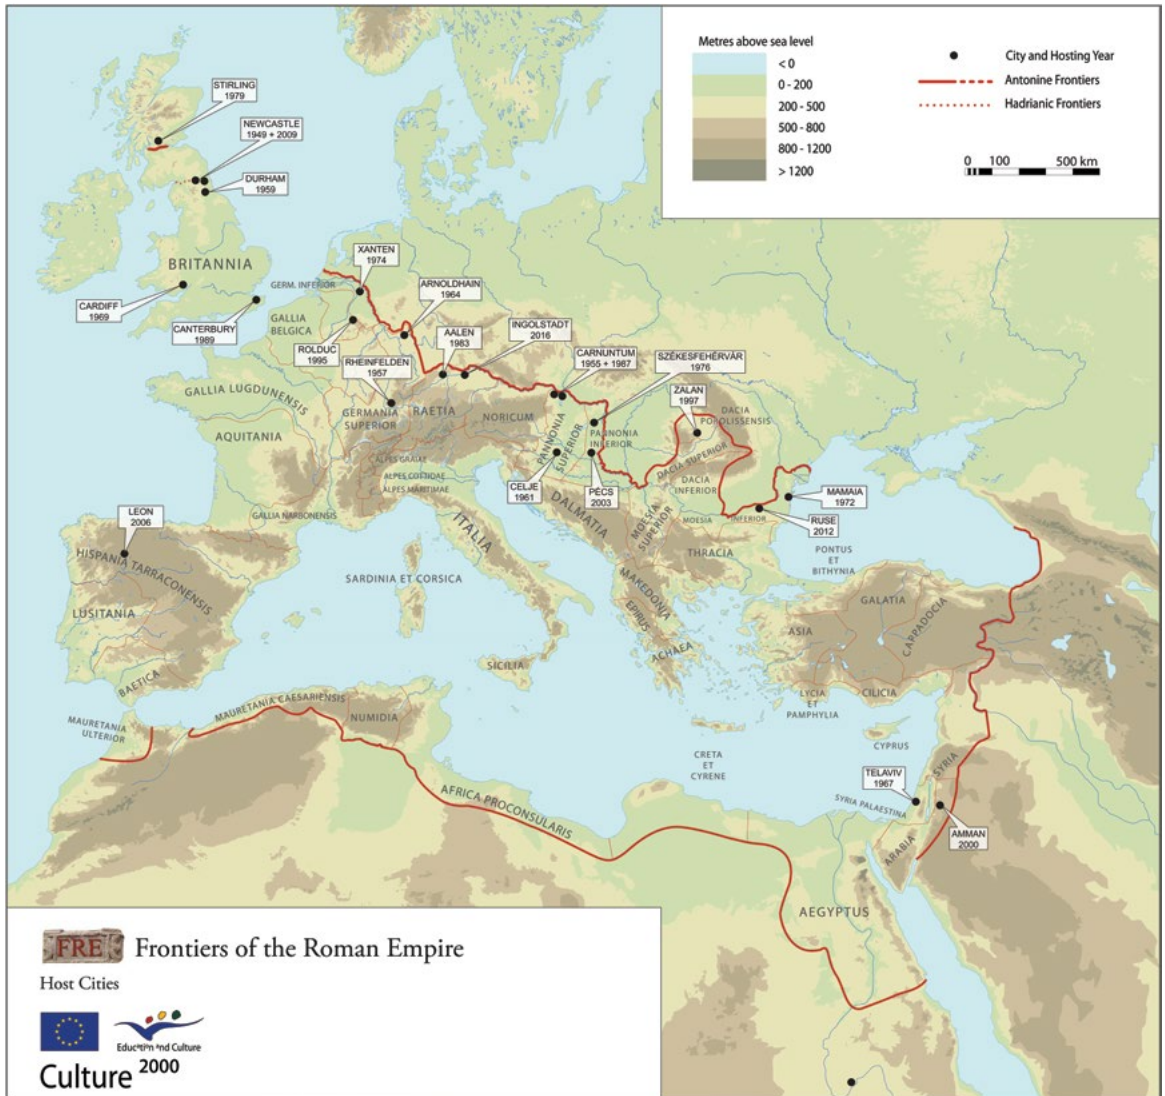 Metres above sea level
< 0
0 - 200
200 - 500
500 - 800
800 - 1200
> 1200
City and Hosting Year
Antonine Frontiers
Hadrianic Frontiers
0 100 500 km
STIRLING
1979
NEWCASTLE
1949 + 2009
DURHAM
1959
BRITANNIA
CARDIFF
1969
CANTERBURY
1989
XANTEN
1974
GERM. INFERIOR
ARNOLDHAIN
1964
GALLIA
BELGICA
ROLDUC
1995
RHEINFELDEN
1957
AALEN
1983
INGOLSTADT
2016
CARNUNTUM
1955 + 1987
SZÉKESFEHÉRVÁR
1976
ZALAN
1997
GALLIA LUGDUNENSIS
GERMANIA
SUPERIOR
RAETIA
NORICUM
PANNONIA
SUPERIOR
PANNONIA
INFERIOR
DACIA
POROLISSENSIS
DACIA SUPERIOR
DACIA
INFERIOR
AQUITANIA
ALPES GRAIAE
ALPES COTTIDAE
ALPES MARITIMAE
CELJE
1961
PÉCS
2003
MAMAIA
1972
RUSE
2012
GALLIA NARBONENSIS
ITALIA
DALMATIA
MOESIA
SUPERIOR
MOESIA INFERIOR
THRACIA
PONTUS
ET
BITHYNIA
LEON
2006
HISPANIA TARRACONENSIS
LUSITANIA
BAETICA
SARDINIA ET CORSICA
MAKEDONIA
EPIRUS
ACHAEA
SICILIA
ASIA
GALATIA
CAPPADOCIA
LYCIA
ET
PAMPHYLIA
CILICIA
MAURETANIA
ULTERIOR
MAURETANIA CAESARIENSIS
NUMIDIA
AFRICA PROCONSULARIS
CRETA
ET
CYRENE
CYPRUS
SYRIA
TELAVIV
1967
SYRIA PALAESTINA
AMMAN
2000
ARABIA
AEGYPTUS
FRE
Frontiers of the Roman Empire
Host Cities
Education and Culture
Culture 2000